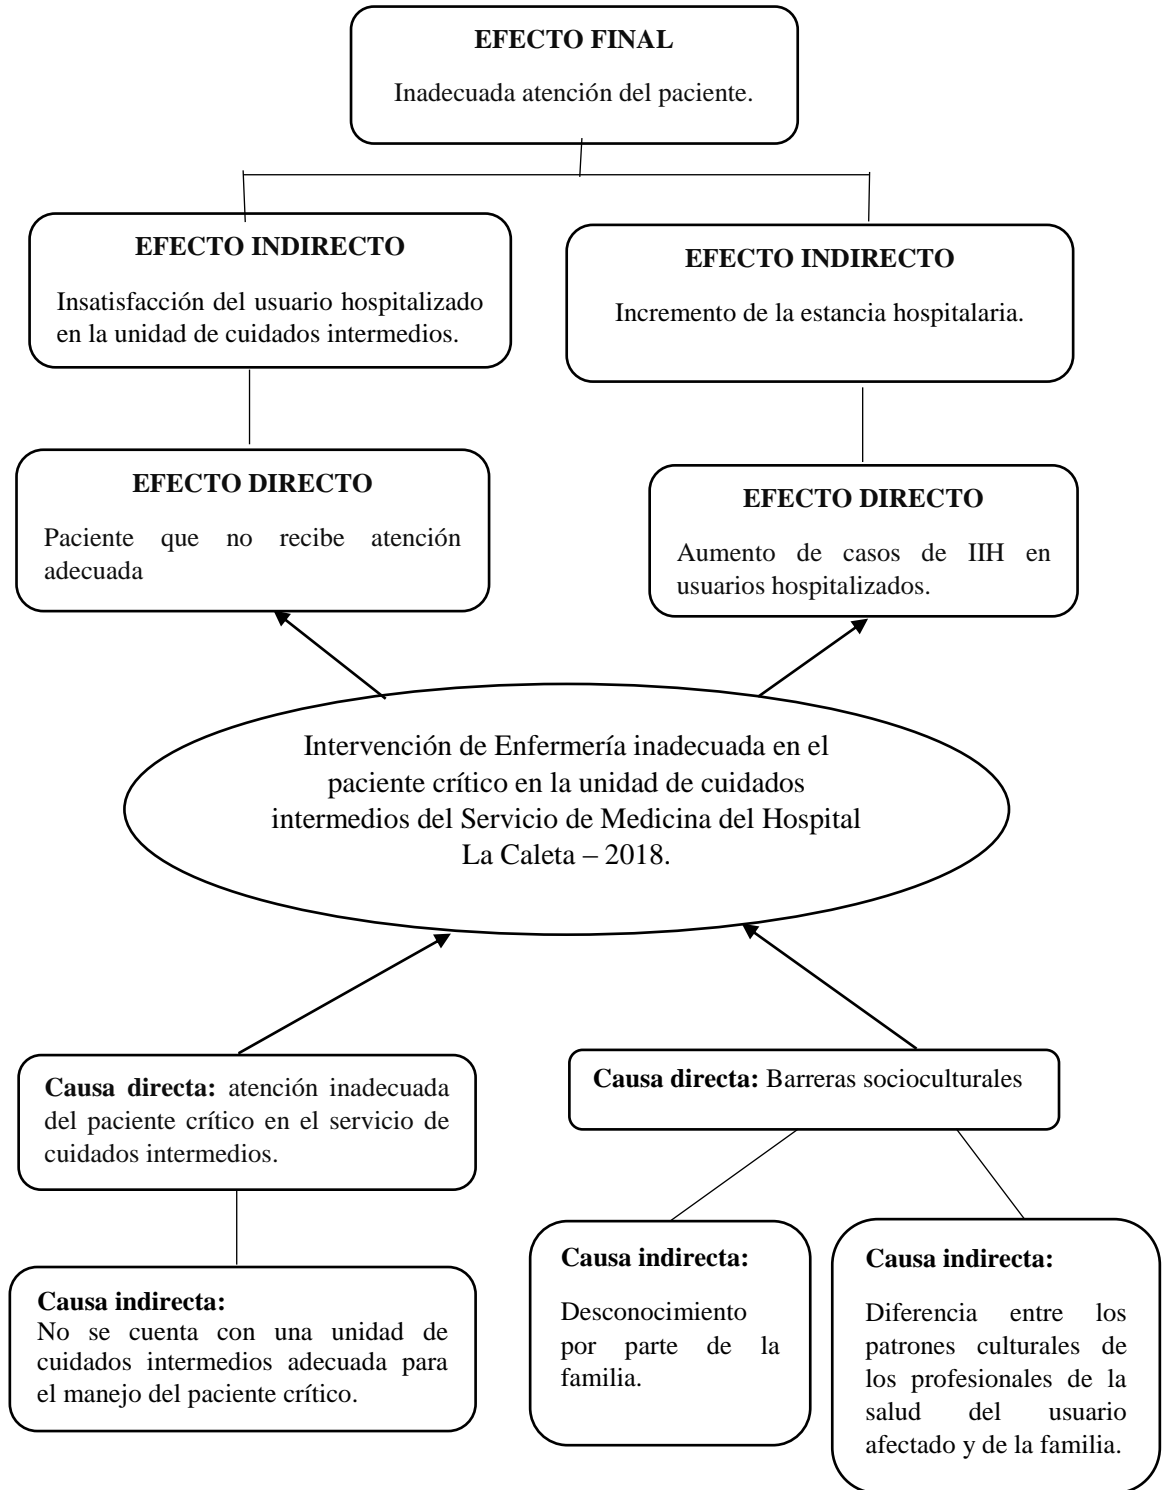 EFECTO FINAL
Inadecuada atención del paciente.
EFECTO INDIRECTO
Insatisfacción del usuario hospitalizado
en la unidad de cuidados intermedios.
EFECTO INDIRECTO
Incremento de la estancia hospitalaria.
EFECTO DIRECTO
Paciente que no recibe atención
adecuada
EFECTO DIRECTO
Aumento de casos de IIH en
usuarios hospitalizados.
Intervención de Enfermería inadecuada en el
paciente crítico en la unidad de cuidados
intermedios del Servicio de Medicina del Hospital
La Caleta – 2018.
Causa directa: atención inadecuada
del paciente crítico en el servicio de
cuidados intermedios.
Causa directa: Barreras socioculturales
Causa indirecta:
No se cuenta con una unidad de
cuidados intermedios adecuada para
el manejo del paciente crítico.
Causa indirecta:
Desconocimiento
por parte de la
familia.
Causa indirecta:
Diferencia entre los
patrones culturales de
los profesionales de la
salud del usuario
afectado y de la familia.